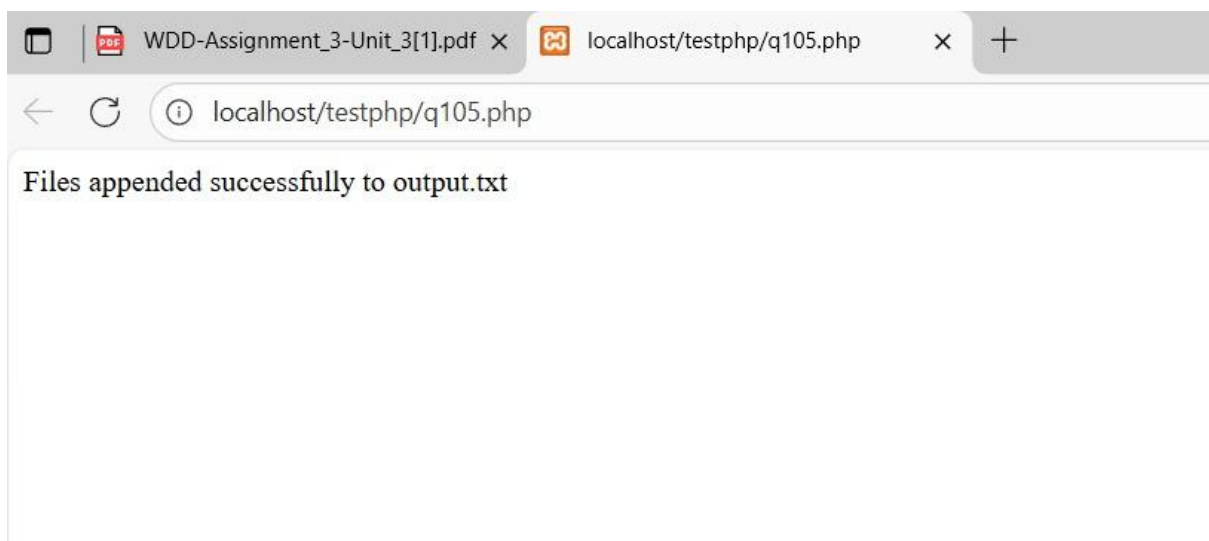 WDD-Assignment_3-Unit_3[1].pdf
localhost/testphp/q105.php
localhost/testphp/q105.php
Files appended successfully to output.txt